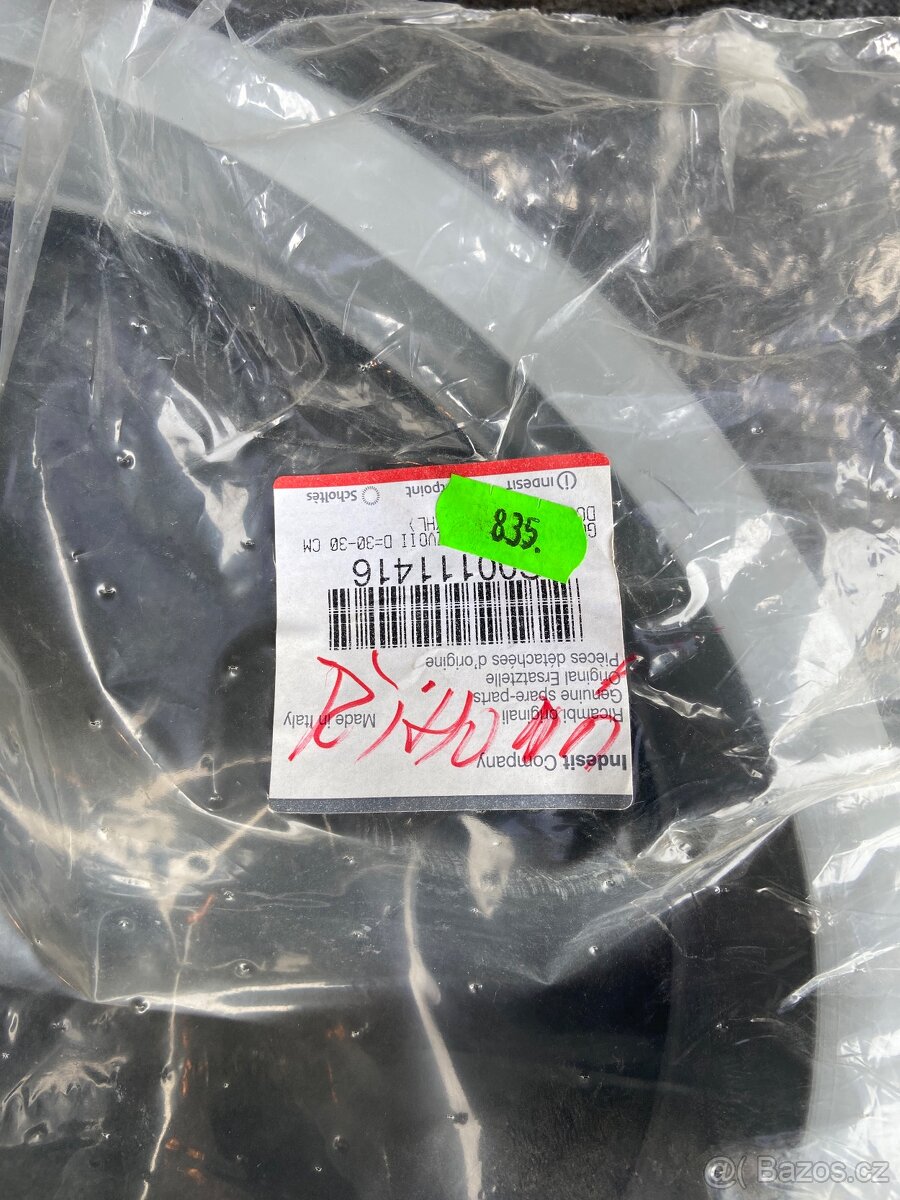 Indesit Company
Ricambi originali Made in Italy
Genuine spare-parts
Original Ersatzteile
Pièces détachées d'origine
00111416
D=30-30 CM
indesit Scholtès
835.
Bazos.cz